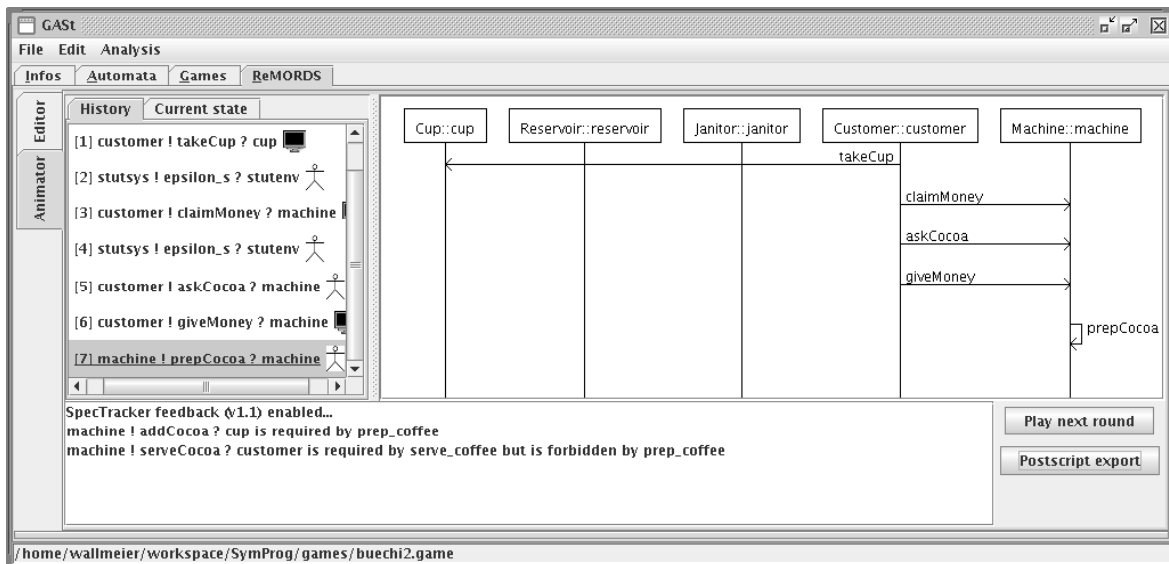 GASt
File Edit Analysis
Infos Automata Games ReMORDS
Editor
Animator
History Current state
[1] customer ! takeCup ? cup
[2] stutsys ! epsilon_s ? stutenv
[3] customer ! claimMoney ? machine
[4] stutsys ! epsilon_s ? stutenv
[5] customer ! askCocoa ? machine
[6] customer ! giveMoney ? machine
[7] machine ! prepCocoa ? machine
Cup::cup Reservoir::reservoir Janitor::janitor Customer::customer Machine::machine
takeCup
claimMoney
askCocoa
giveMoney
prepCocoa
SpecTracker feedback (v1.1) enabled...
machine ! addCocoa ? cup is required by prep_coffee
machine ! serveCocoa ? customer is required by serve_coffee but is forbidden by prep_coffee
Play next round
Postscript export
/home/wallmeier/workspace/SymProg/games/buechi2.game